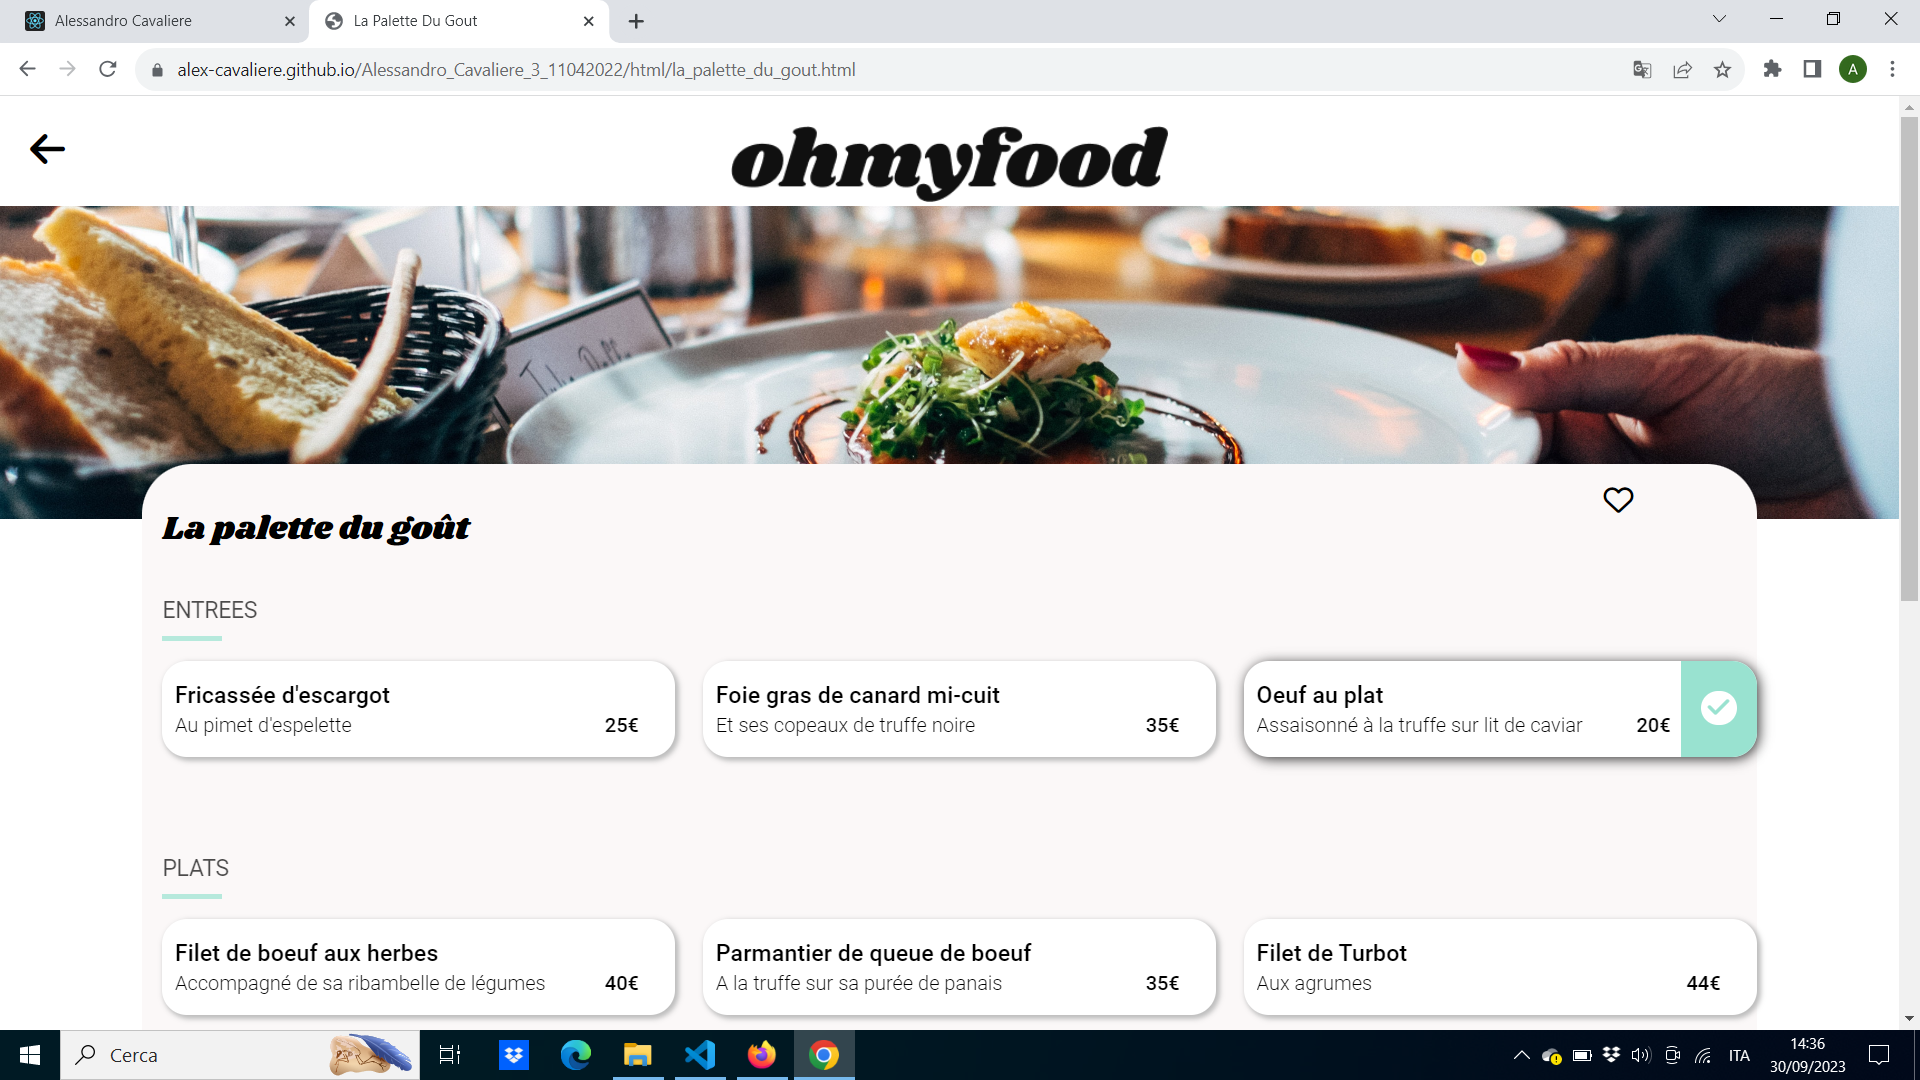 Alessandro Cavaliere
La Palette Du Gout
alex-cavaliere.github.io/Alessandro_Cavaliere_3_11042022/html/la_palette_du_gout.html
A
ohmyfood
La palette du goût
ENTREES
Fricassée d'escargot
Au pimet d'espelette 25€
Foie gras de canard mi-cuit
Et ses copeaux de truffe noire 35€
Oeuf au plat
Assaisonné à la truffe sur lit de caviar 20€
PLATS
Filet de boeuf aux herbes
Accompagné de sa ribambelle de légumes 40€
Parmantier de queue de boeuf
A la truffe sur sa purée de panais 35€
Filet de Turbot
Aux agrumes 44€
Cerca
ITA
14:36
30/09/2023